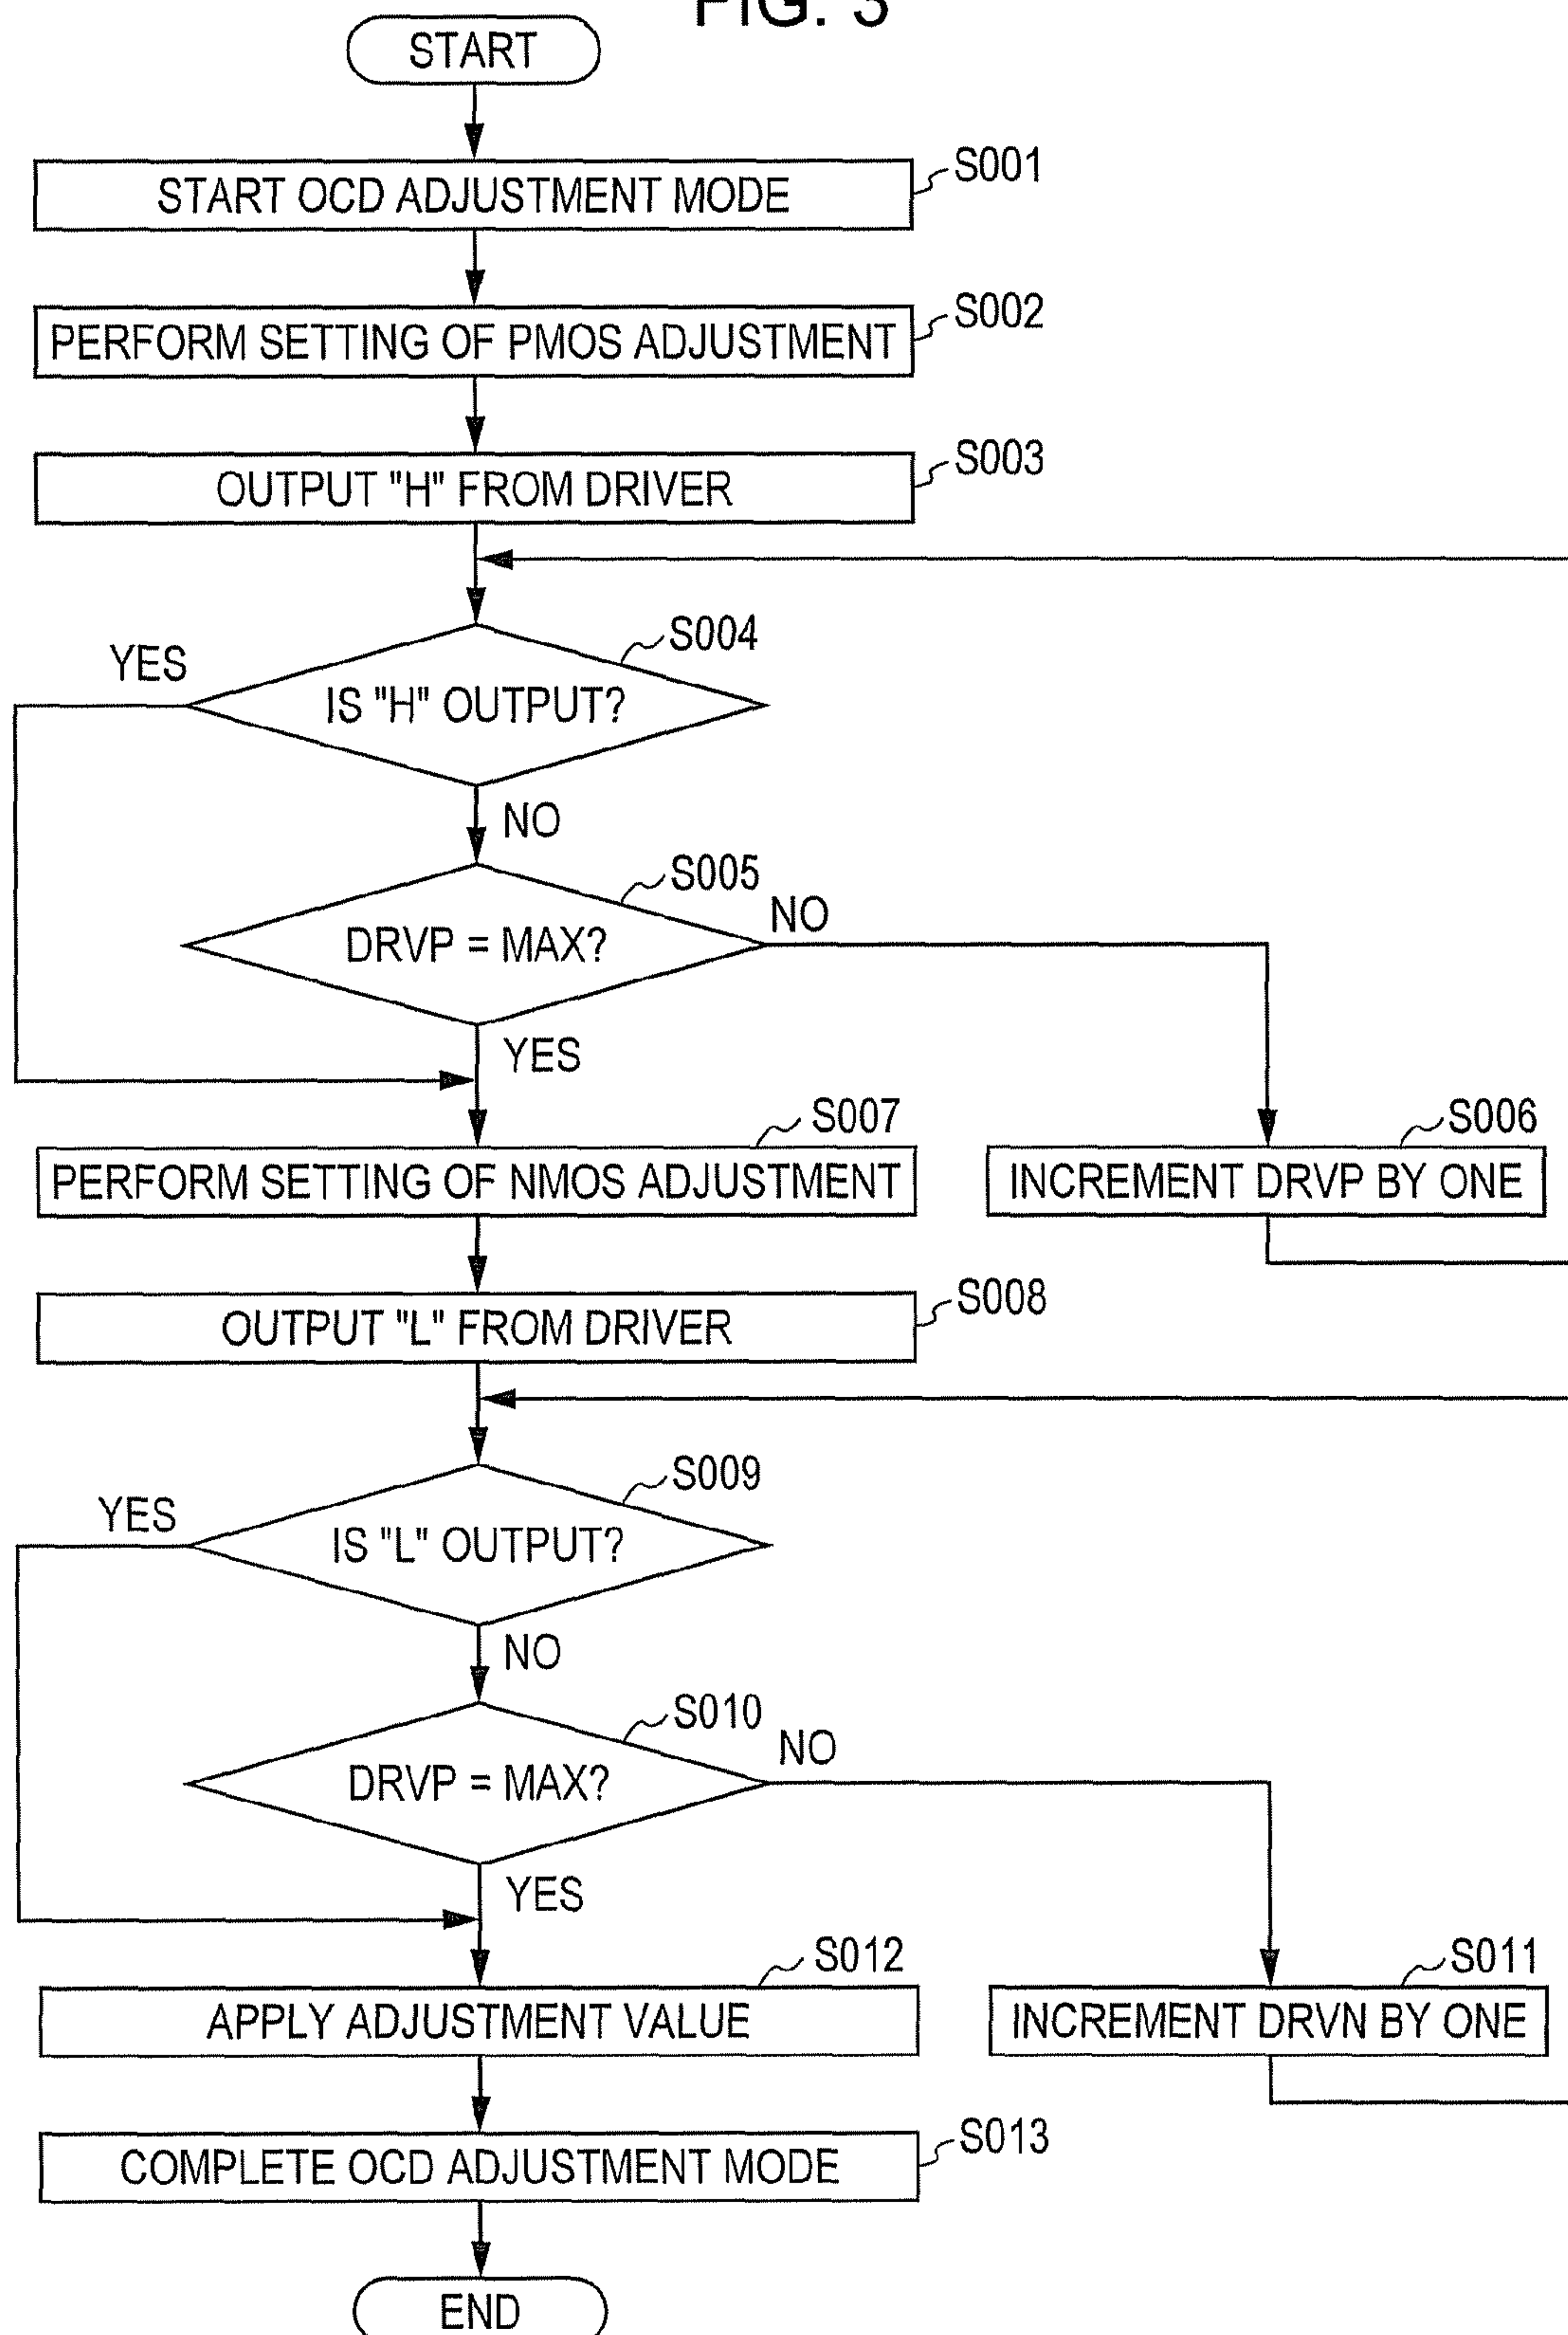 FIG. 3
START
START OCD ADJUSTMENT MODE
S001
PERFORM SETTING OF PMOS ADJUSTMENT
S002
OUTPUT "H" FROM DRIVER
S003
S004
YES
IS "H" OUTPUT?
NO
S005
NO
DRVP = MAX?
YES
S007
PERFORM SETTING OF NMOS ADJUSTMENT
S006
INCREMENT DRVP BY ONE
S008
OUTPUT "L" FROM DRIVER
S009
YES
IS "L" OUTPUT?
NO
S010
NO
DRVP = MAX?
YES
S012
APPLY ADJUSTMENT VALUE
S011
INCREMENT DRVN BY ONE
S013
COMPLETE OCD ADJUSTMENT MODE
END